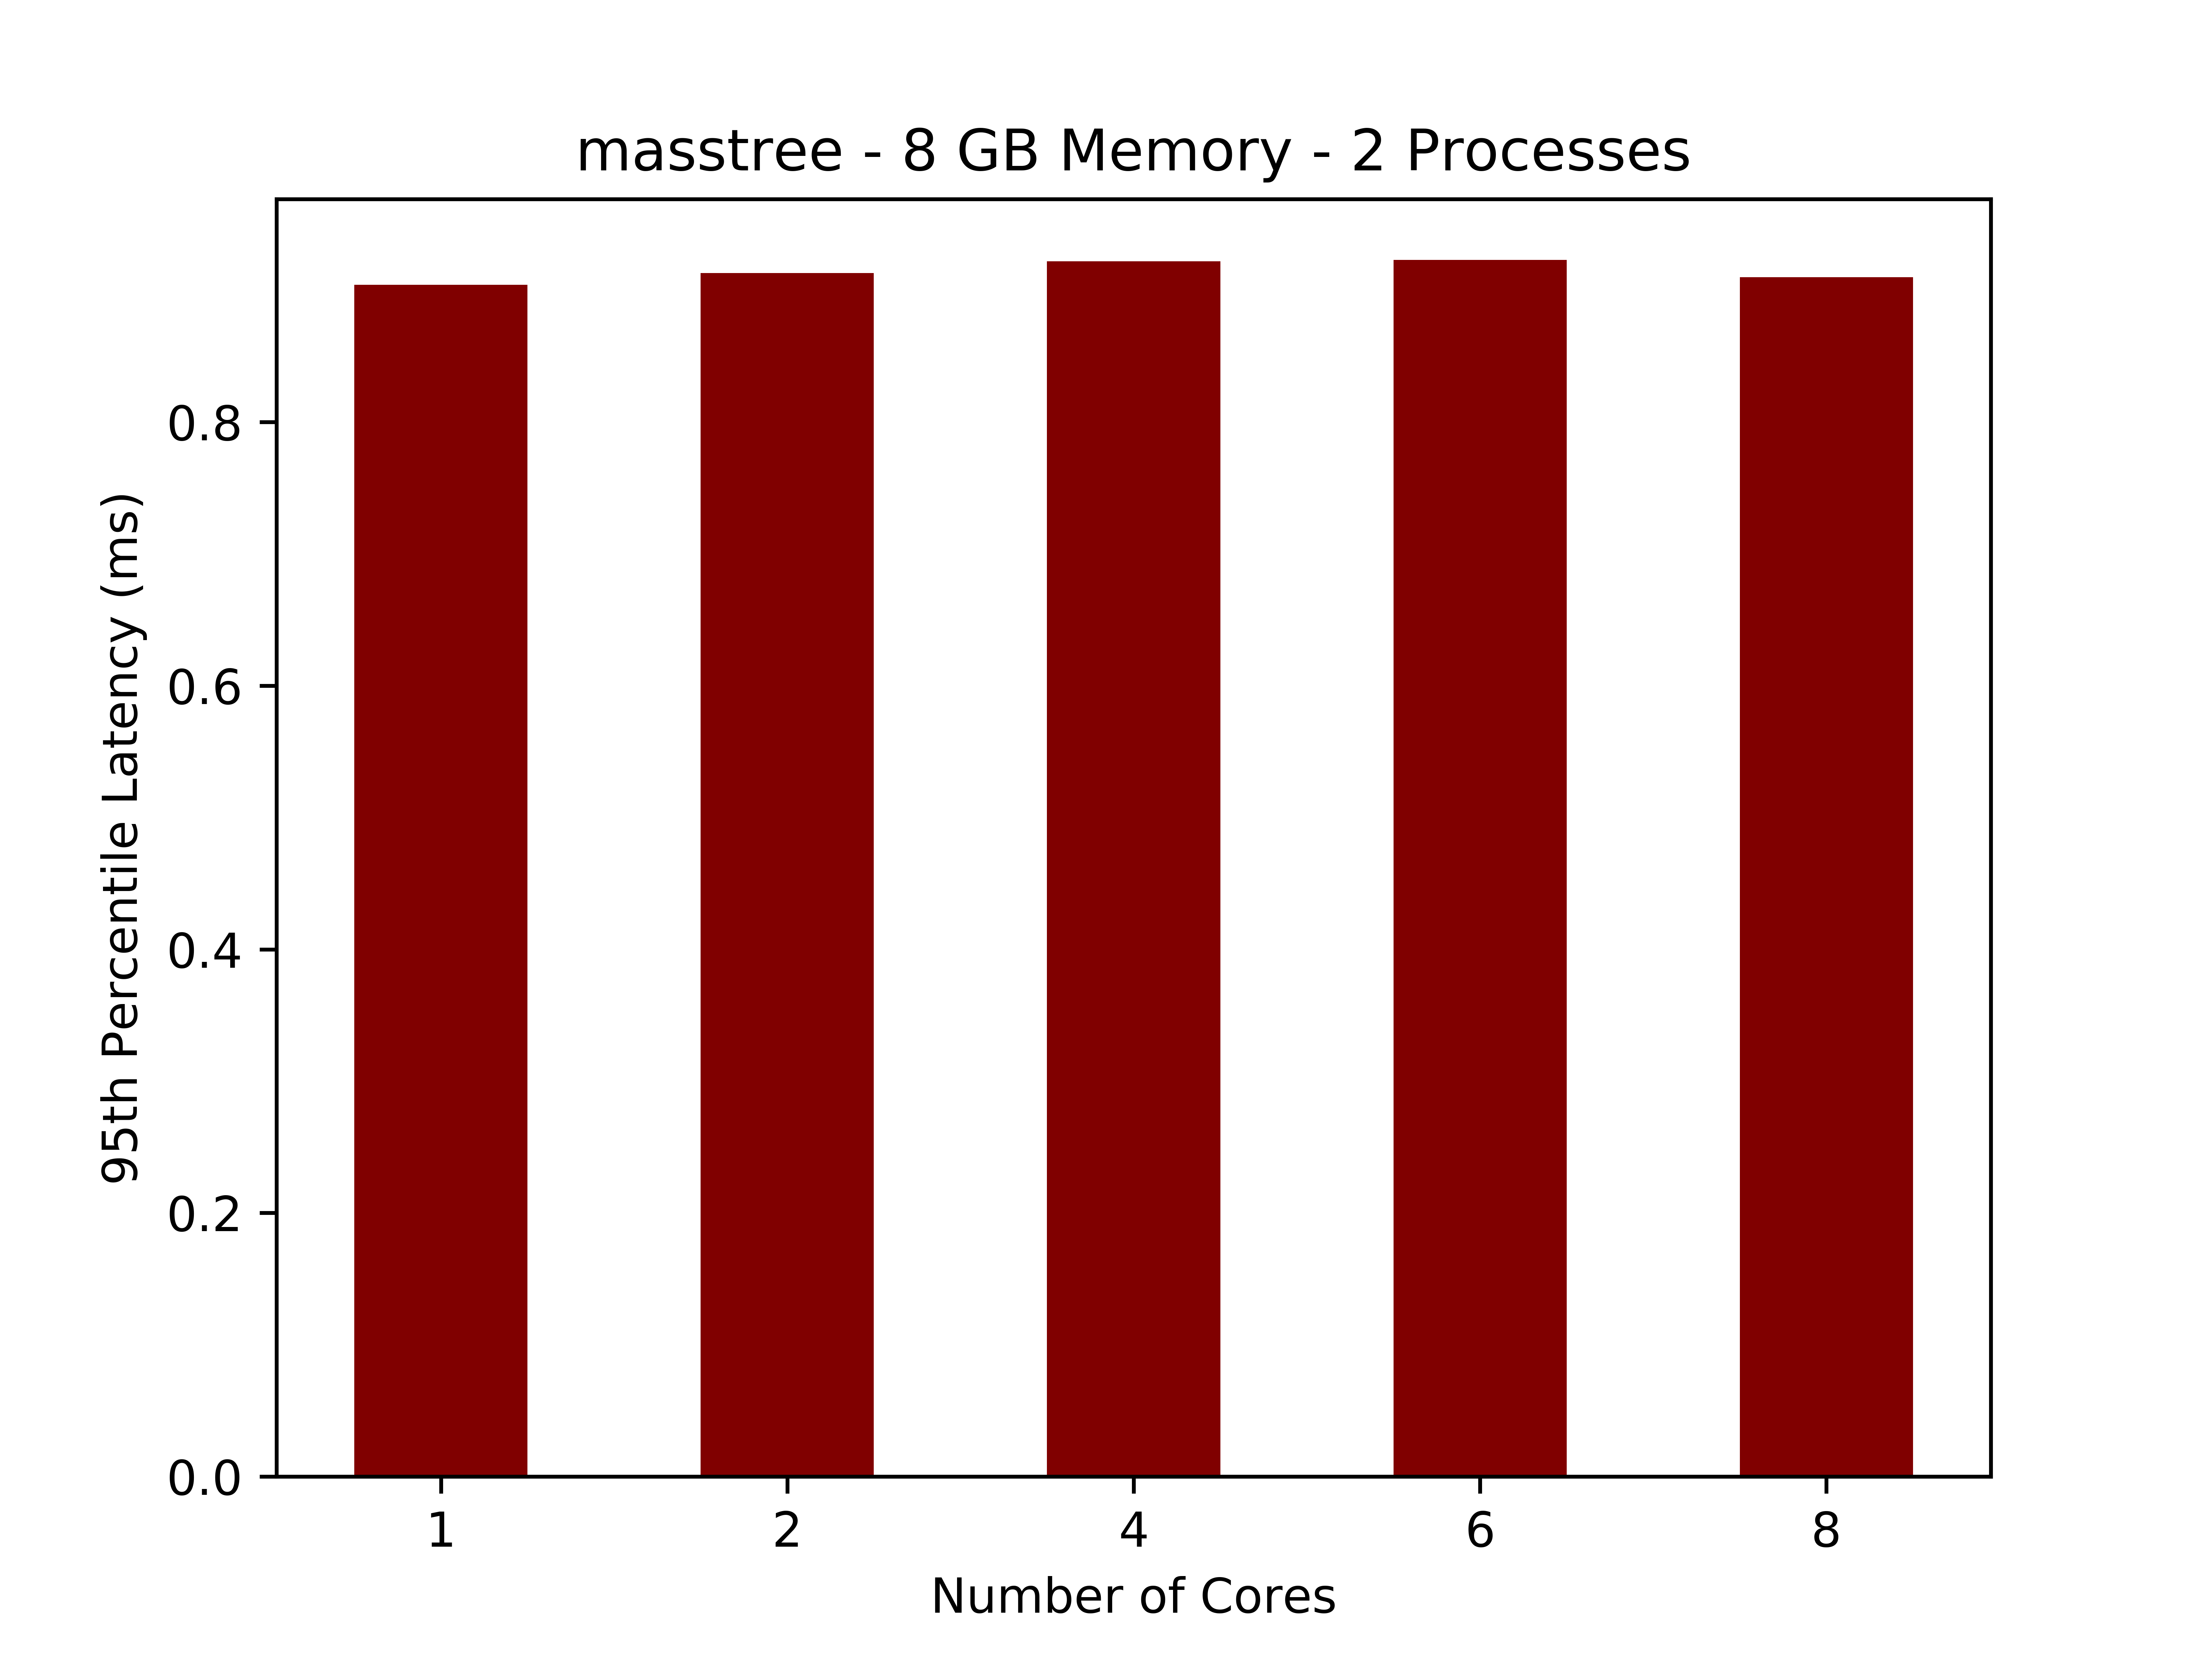 masstree - 8 GB Memory - 2 Processes
95th Percentile Latency (ms)
0.8
0.6
0.4
0.2
0.0
1 2 4 6 8
Number of Cores